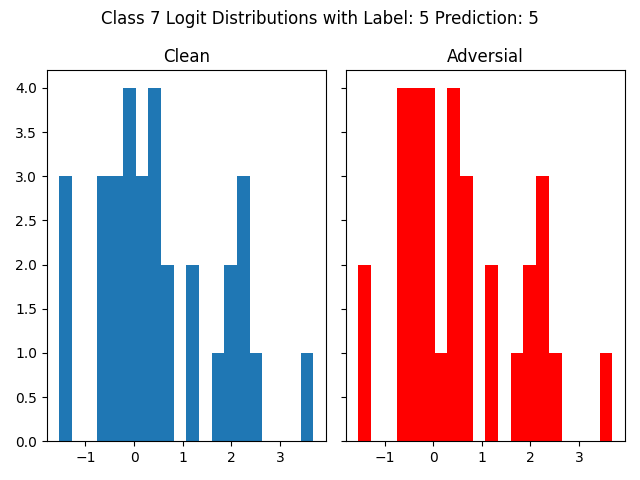 Class 7 Logit Distributions with Label: 5 Prediction: 5
Clean
Adversial
4.0
3.5
3.0
2.5
2.0
1.5
1.0
0.5
0.0
−1 0 1 2 3
−1 0 1 2 3